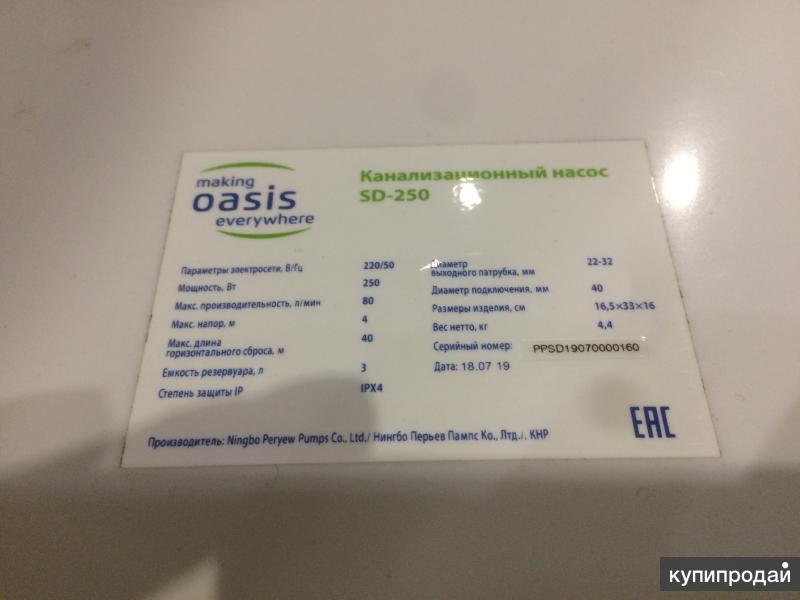 making
oasis
everywhere
Канализационный насос
SD-250
Параметры электросети, В/Гц 220/50
Мощность, Вт 250
Макс. производительность, л/мин 80
Макс. напор, м 4
Макс. длина
горизонтального сброса, м 40
Емкость резервуара, л 3
Степень защиты IP IPX4
Диаметр
выходного патрубка, мм 22-32
Диаметр подключения, мм 40
Размеры изделия, см 16,5×33×16
Вес нетто, кг 4,4
Серийный номер: PPSD19070000160
Дата: 18.07 19
Производитель: Ningbo Peryew Pumps Co., Ltd./ Нингбо Перьев Пампс Ко., Лтд./. КНР
EAC
купипродай